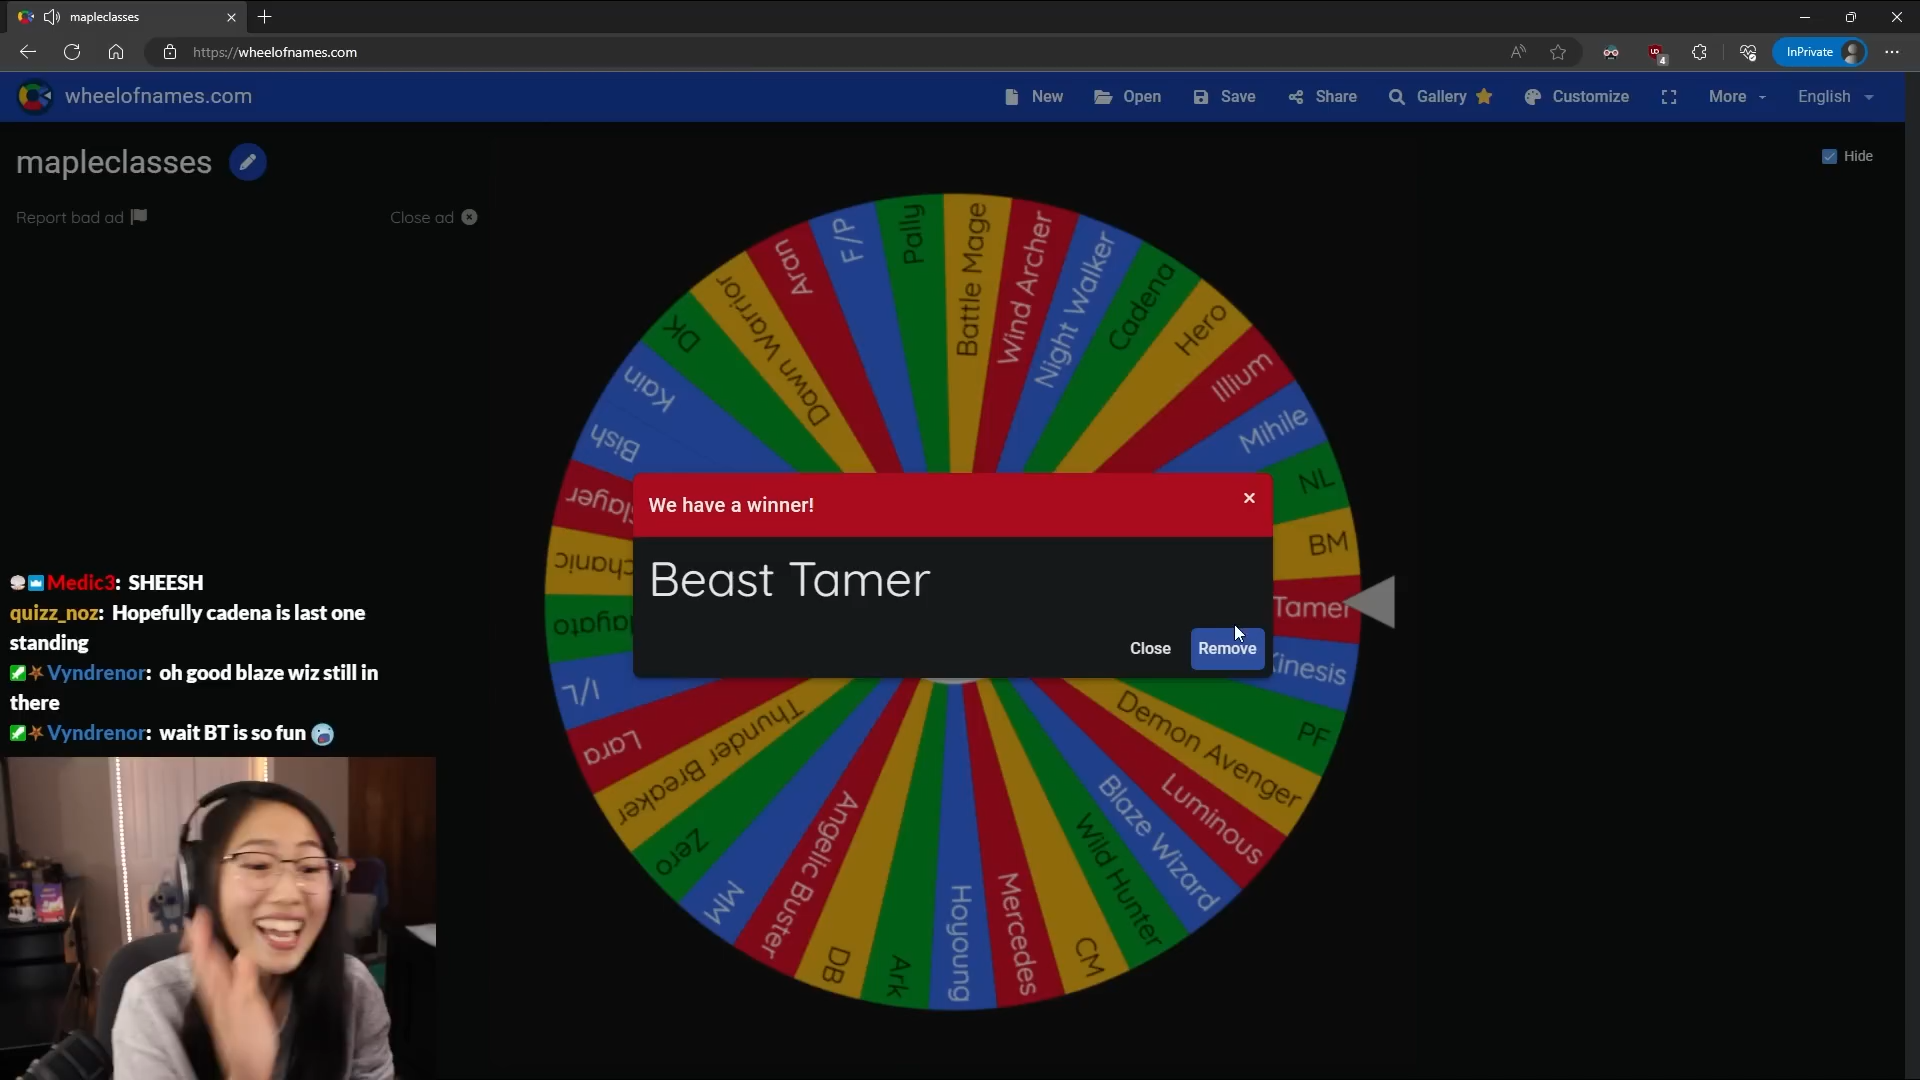 mapleclasses
https://wheelofnames.com
A))
4
InPrivate
wheelofnames.com
New
Open
Save
Share
Gallery
Customize
More
English
mapleclasses
Hide
Report bad ad
Close ad
F/P
Pally
Battle Mage
Wind Archer
Night Walker
Cadena
Hero
Illium
Mihile
NL
BM
Tamer
Kinesis
PF
Demon Avenger
Luminous
Blaze Wizard
Wild Hunter
CM
Mercedes
Hoyoung
Ark
DB
Angelic Buster
MM
Zero
Thunder Breaker
Lara
I/L
Hayato
chanic
Slayer
Bish
Kain
DK
Dawn Warrior
Aran
We have a winner!
Beast Tamer
Close
Remove
Medic3: SHEESH
quizz_noz: Hopefully cadena is last one
standing
Vyndrenor: oh good blaze wiz still in
there
Vyndrenor: wait BT is so fun